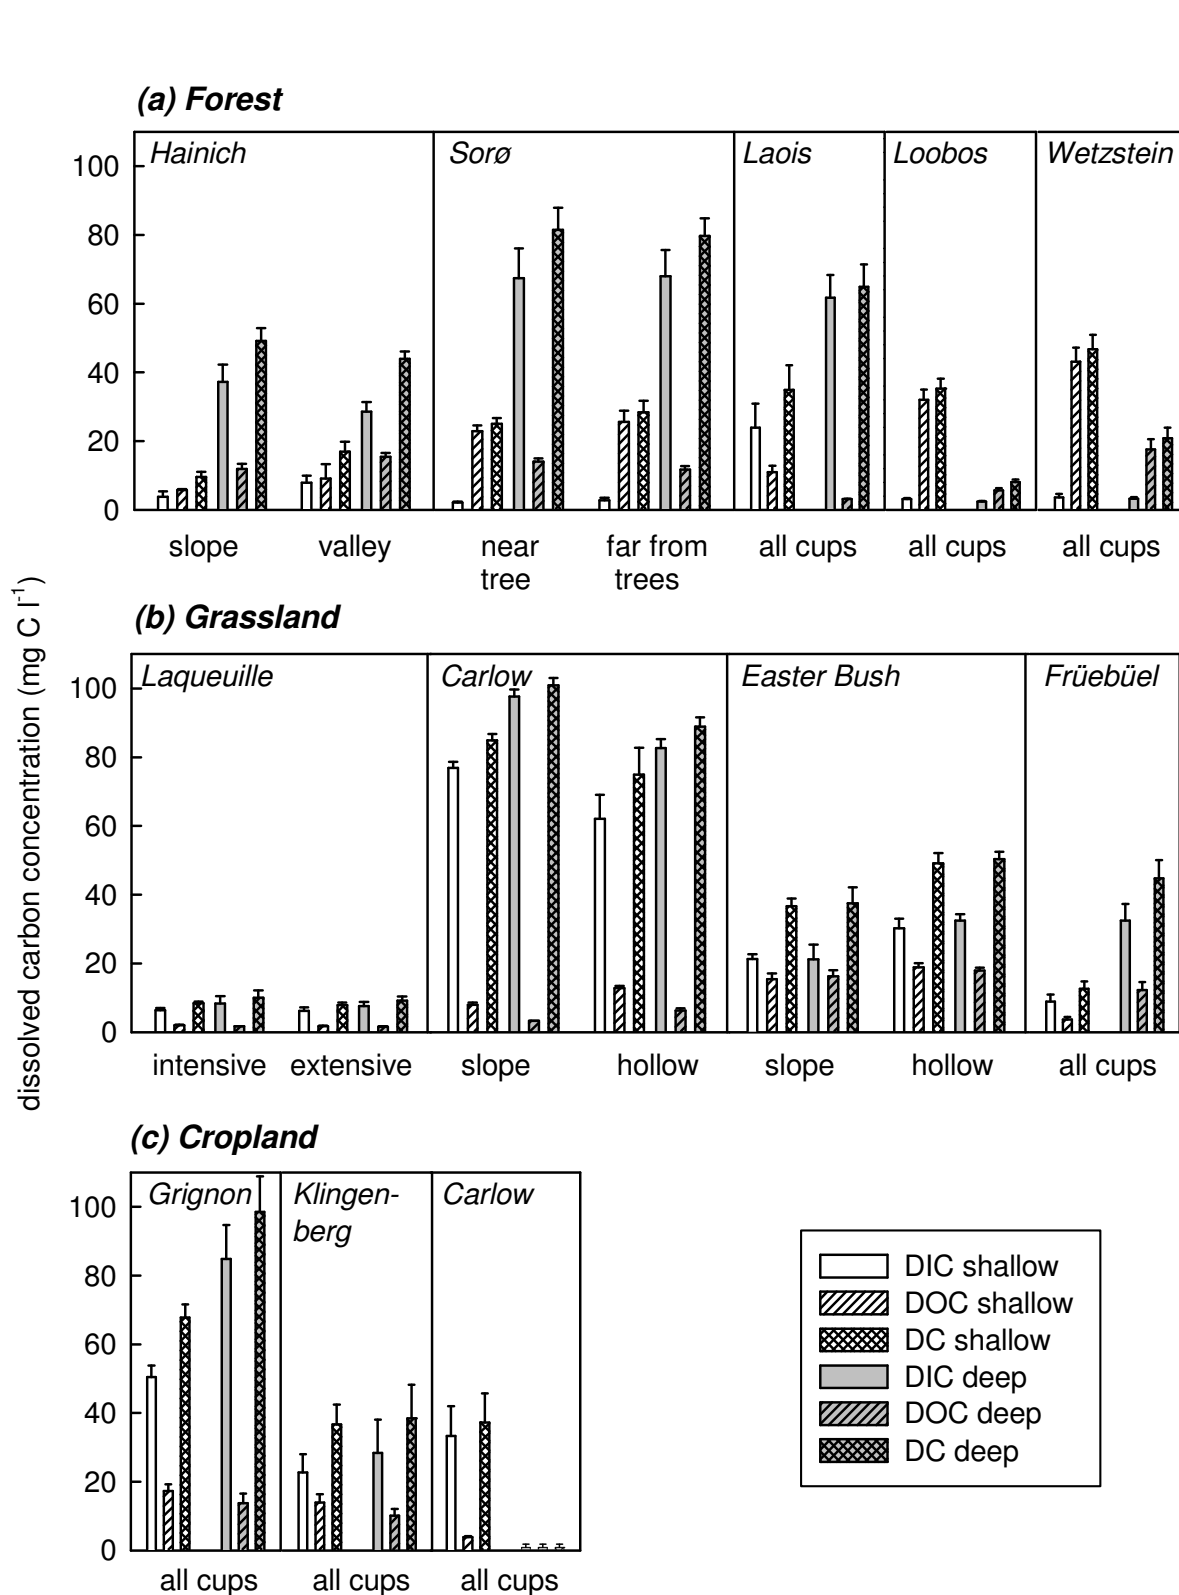 (a) Forest
Hainich Sorø Laois Loobos Wetzstein
100
80
60
40
20
0
slope valley near far from all cups all cups all cups
tree trees
(b) Grassland
Laqueuille Carlow Easter Bush Früebüel
100
80
60
40
20
0
intensive extensive slope hollow slope hollow all cups
dissolved carbon concentration (mg C l⁻¹)
(c) Cropland
Grignon Klingen- Carlow
berg
100
80
60
40
20
0
all cups all cups all cups
DIC shallow
DOC shallow
DC shallow
DIC deep
DOC deep
DC deep